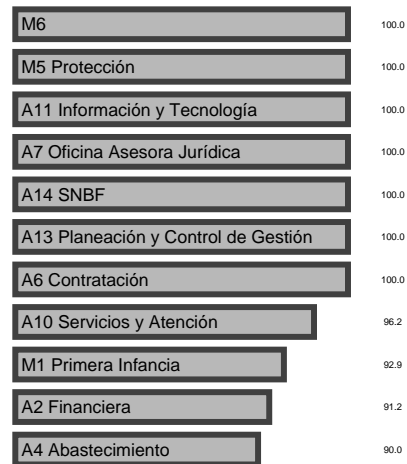 M6 100.0
M5 Protección 100.0
A11 Información y Tecnología 100.0
A7 Oficina Asesora Jurídica 100.0
A14 SNBF 100.0
A13 Planeación y Control de Gestión 100.0
A6 Contratación 100.0
A10 Servicios y Atención 96.2
M1 Primera Infancia 92.9
A2 Financiera 91.2
A4 Abastecimiento 90.0